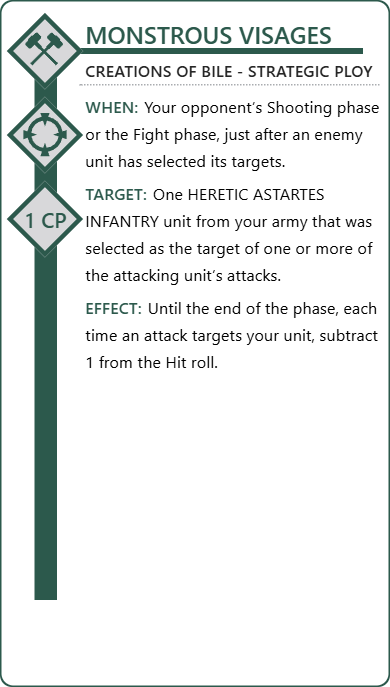 MONSTROUS VISAGES
CREATIONS OF BILE - STRATEGIC PLOY
WHEN: Your opponent's Shooting phase
or the Fight phase, just after an enemy
unit has selected its targets.
1 CP
TARGET: One HERETIC ASTARTES
INFANTRY unit from your army that was
selected as the target of one or more of
the attacking unit's attacks.
EFFECT: Until the end of the phase, each
time an attack targets your unit, subtract
1 from the Hit roll.